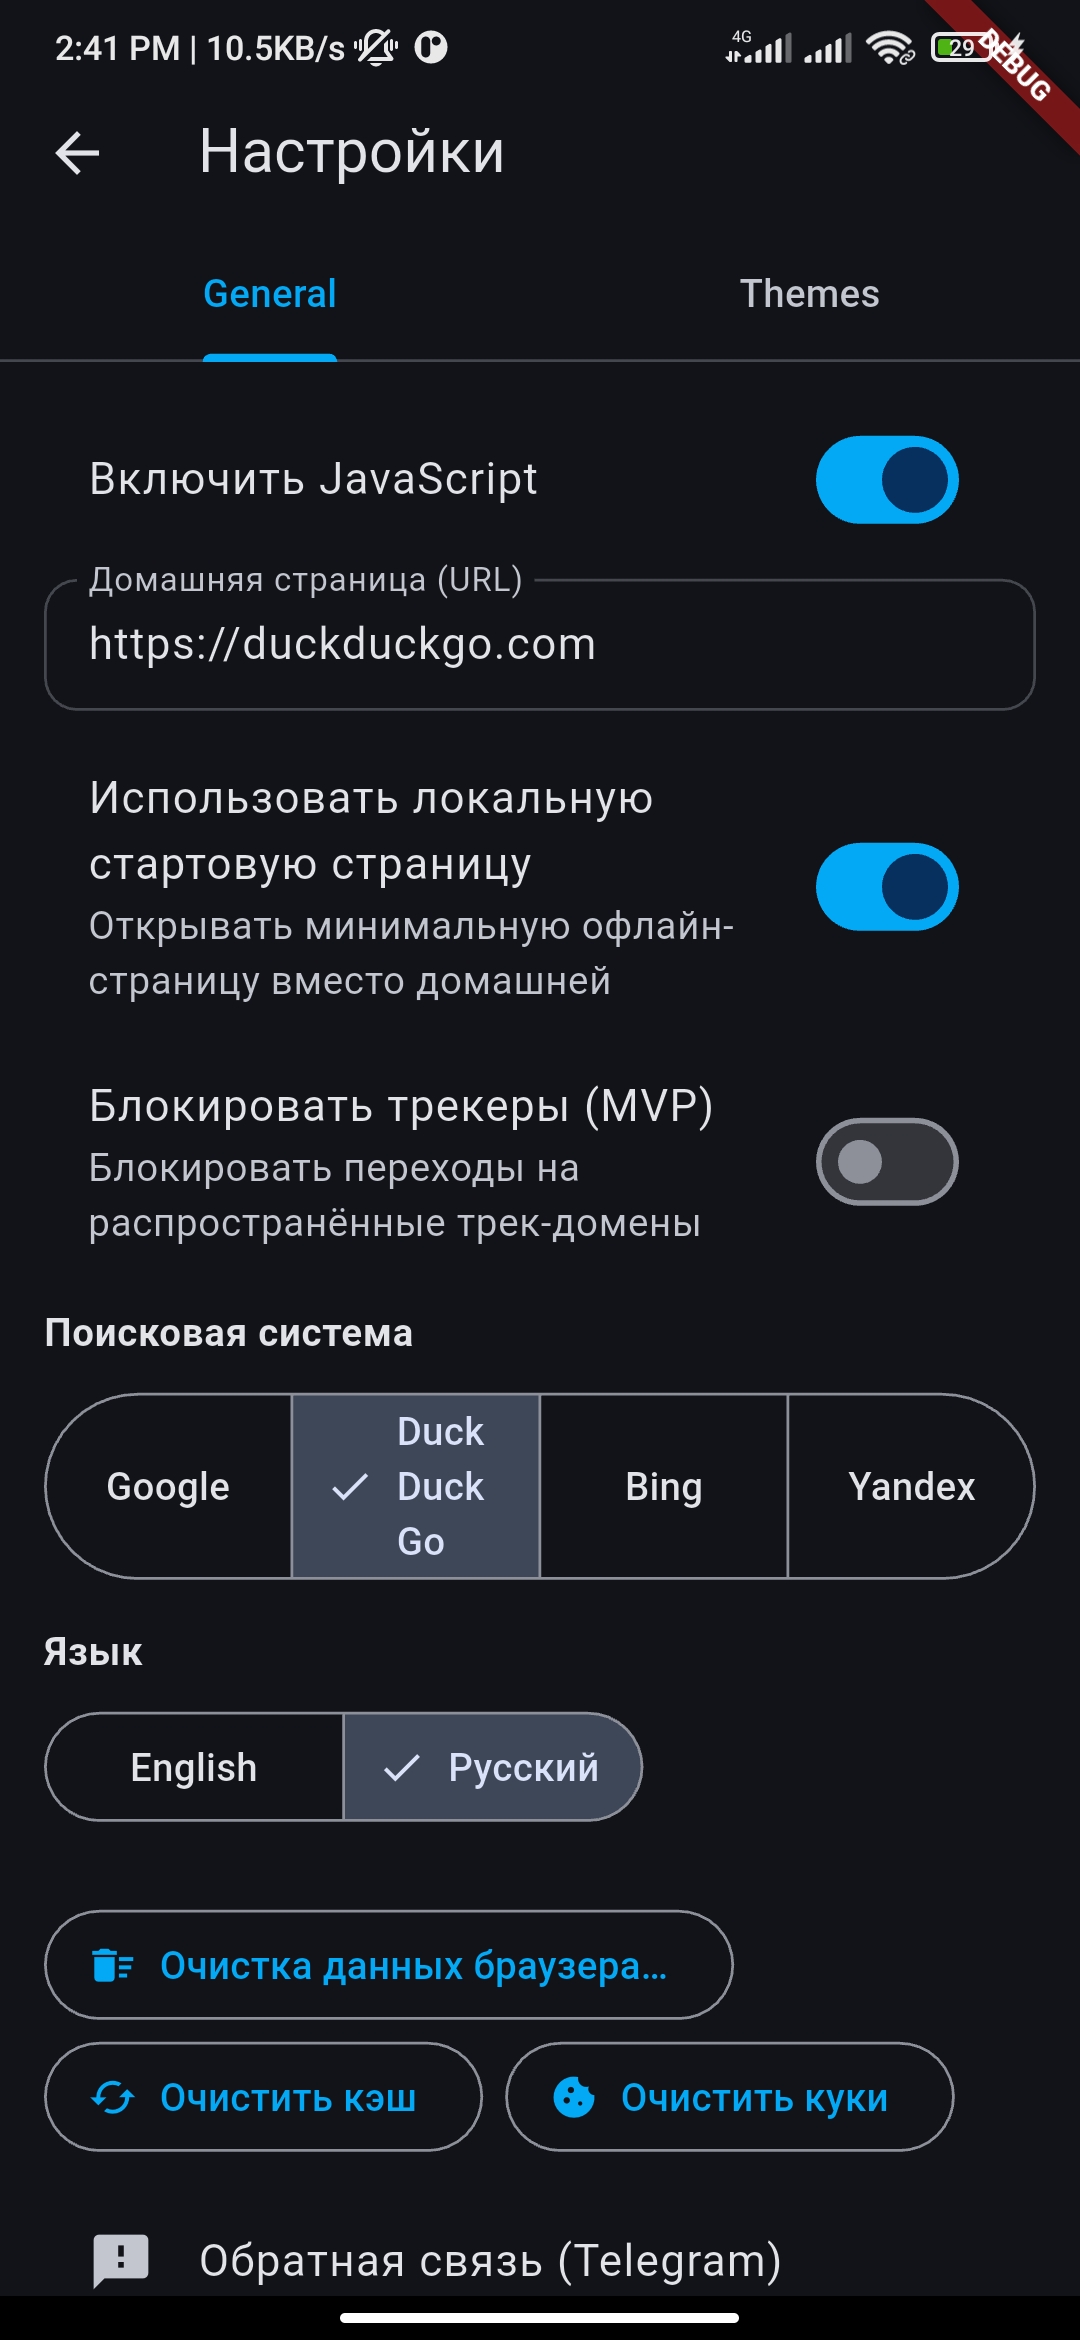 2:41 PM | 10.5KB/s
4G
29
DEBUG
Настройки
General
Themes
Включить JavaScript
Домашняя страница (URL)
https://duckduckgo.com
Использовать локальную
стартовую страницу
Открывать минимальную офлайн-
страницу вместо домашней
Блокировать трекеры (MVP)
Блокировать переходы на
распространённые трек-домены
Поисковая система
Google
Duck
Duck
Go
Bing
Yandex
Язык
English
Русский
Очистка данных браузера...
Очистить кэш
Очистить куки
Обратная связь (Telegram)